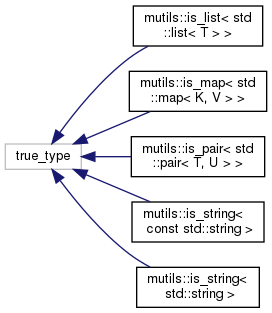 mutils::is_list< std
::list< T > >
mutils::is_map< std
::map< K, V > >
true_type
mutils::is_pair< std
::pair< T, U > >
mutils::is_string<
const std::string >
mutils::is_string<
std::string >